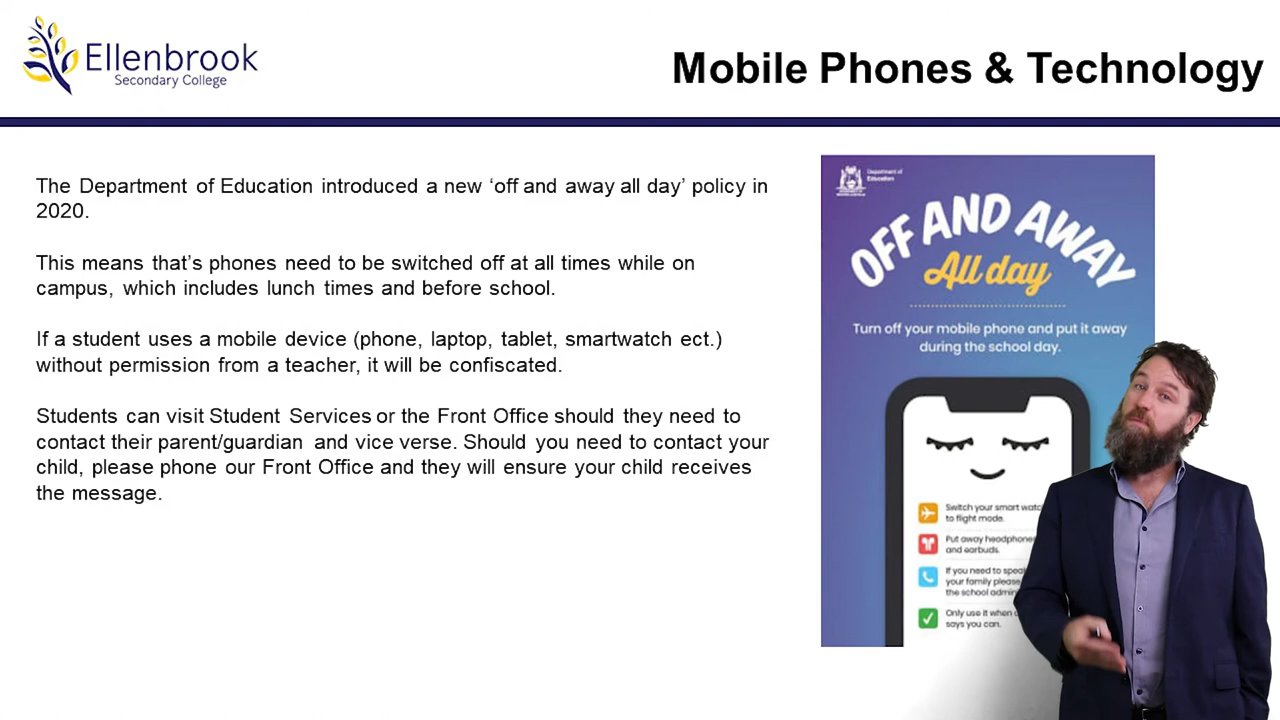 Ellenbrook
Secondary College
Mobile Phones & Technology
The Department of Education introduced a new ‘off and away all day’ policy in
2020.
This means that’s phones need to be switched off at all times while on
campus, which includes lunch times and before school.
If a student uses a mobile device (phone, laptop, tablet, smartwatch ect.)
without permission from a teacher, it will be confiscated.
Students can visit Student Services or the Front Office should they need to
contact their parent/guardian and vice verse. Should you need to contact your
child, please phone our Front Office and they will ensure your child receives
the message.
Department of
Education
OFF AND AWAY
All day
Turn off your mobile phone and put it away
during the school day.
Switch your smart
to flight mode.
Put away headphones
and earbuds.
If you need to
your family please
the school
Only use it when
says you can.